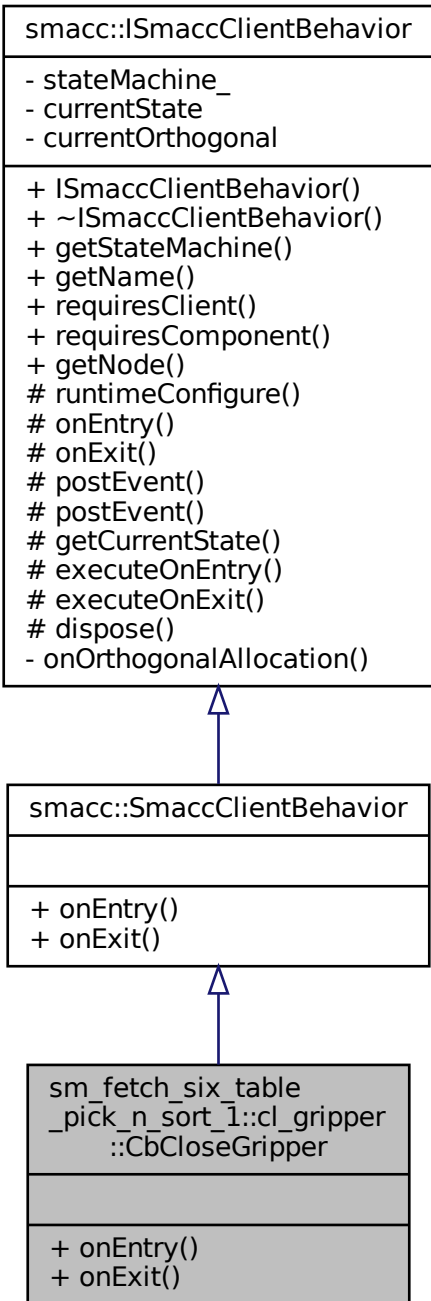 smacc::ISmaccClientBehavior
- stateMachine_
- currentState
- currentOrthogonal
+ ISmaccClientBehavior()
+ ~ISmaccClientBehavior()
+ getStateMachine()
+ getName()
+ requiresClient()
+ requiresComponent()
+ getNode()
# runtimeConfigure()
# onEntry()
# onExit()
# postEvent()
# postEvent()
# getCurrentState()
# executeOnEntry()
# executeOnExit()
# dispose()
- onOrthogonalAllocation()
smacc::SmaccClientBehavior
+ onEntry()
+ onExit()
sm_fetch_six_table
_pick_n_sort_1::cl_gripper
::CbCloseGripper
+ onEntry()
+ onExit()